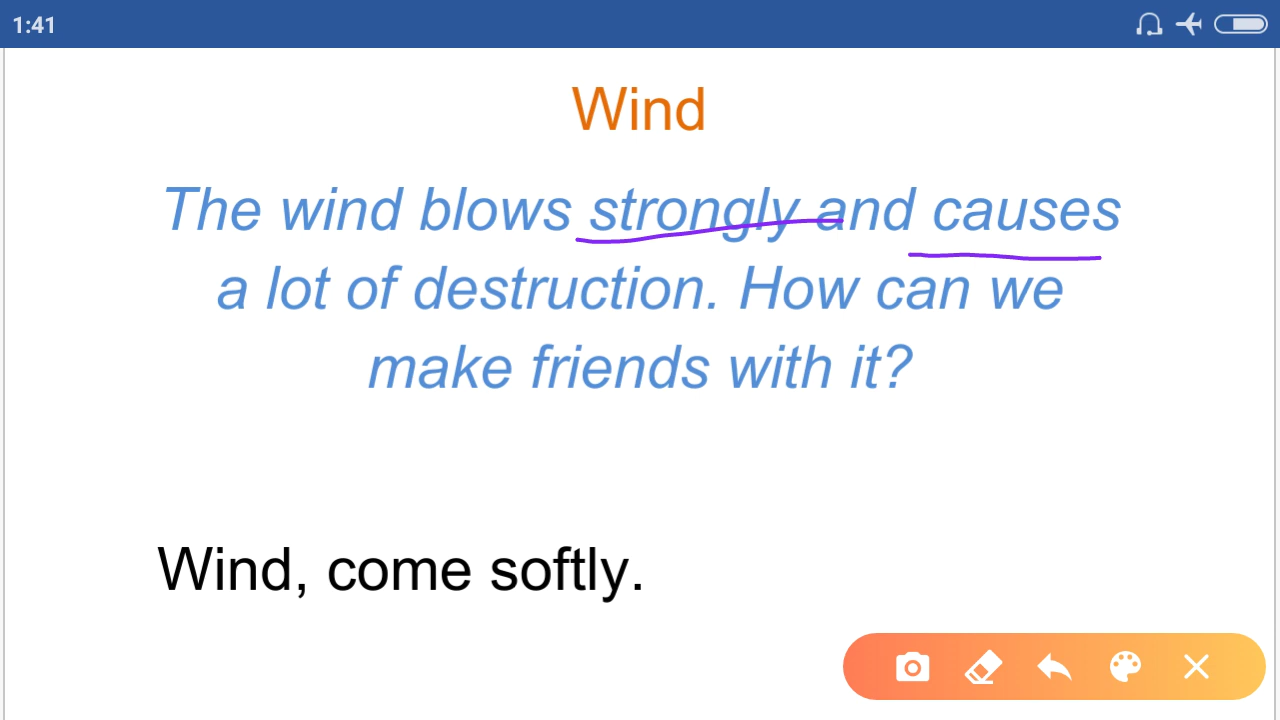 1:41
Wind
The wind blows strongly and causes
a lot of destruction. How can we
make friends with it?
Wind, come softly.